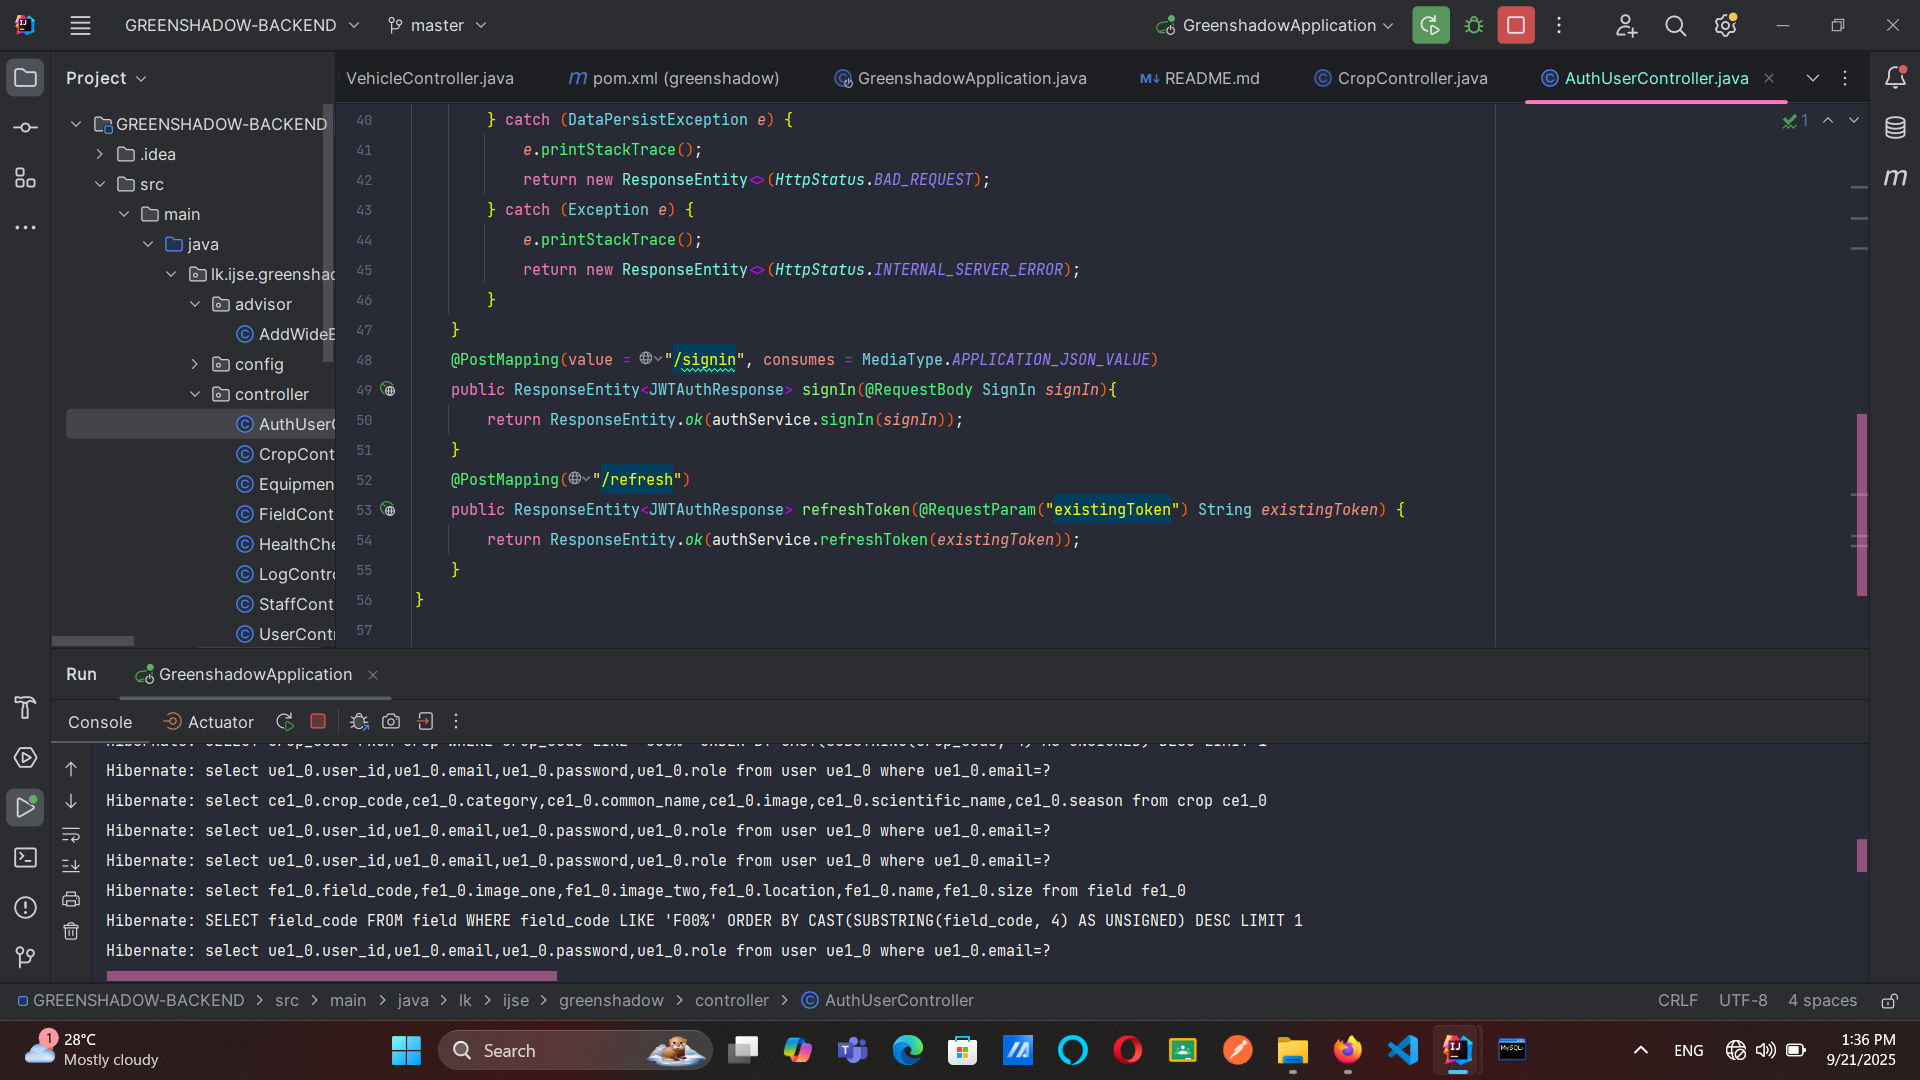 GREENSHADOW-BACKEND
master
GreenshadowApplication
Project
VehicleController.java
m pom.xml (greenshadow)
GreenshadowApplication.java
M↓ README.md
CropController.java
AuthUserController.java
GREENSHADOW-BACKEND
.idea
src
main
java
lk.ijse.greenshad
advisor
AddWideE
config
controller
AuthUserC
CropCont
Equipmen
FieldCont
HealthChe
LogContro
StaffCont
UserContr
40 } catch (DataPersistException e) {
41 e.printStackTrace();
42 return new ResponseEntity<>(HttpStatus.BAD_REQUEST);
43 } catch (Exception e) {
44 e.printStackTrace();
45 return new ResponseEntity<>(HttpStatus.INTERNAL_SERVER_ERROR);
46 }
47 }
48 @PostMapping(value = "/signin", consumes = MediaType.APPLICATION_JSON_VALUE)
49 public ResponseEntity<JWTAuthResponse> signIn(@RequestBody SignIn signIn){
50 return ResponseEntity.ok(authService.signIn(signIn));
51 }
52 @PostMapping("/refresh")
53 public ResponseEntity<JWTAuthResponse> refreshToken(@RequestParam("existingToken") String existingToken) {
54 return ResponseEntity.ok(authService.refreshToken(existingToken));
55 }
56 }
57
1
Run
GreenshadowApplication
Console
Actuator
Hibernate: select ue1_0.user_id,ue1_0.email,ue1_0.password,ue1_0.role from user ue1_0 where ue1_0.email=?
Hibernate: select ce1_0.crop_code,ce1_0.category,ce1_0.common_name,ce1_0.image,ce1_0.scientific_name,ce1_0.season from crop ce1_0
Hibernate: select ue1_0.user_id,ue1_0.email,ue1_0.password,ue1_0.role from user ue1_0 where ue1_0.email=?
Hibernate: select ue1_0.user_id,ue1_0.email,ue1_0.password,ue1_0.role from user ue1_0 where ue1_0.email=?
Hibernate: select fe1_0.field_code,fe1_0.image_one,fe1_0.image_two,fe1_0.location,fe1_0.name,fe1_0.size from field fe1_0
Hibernate: SELECT field_code FROM field WHERE field_code LIKE 'F00%' ORDER BY CAST(SUBSTRING(field_code, 4) AS UNSIGNED) DESC LIMIT 1
Hibernate: select ue1_0.user_id,ue1_0.email,ue1_0.password,ue1_0.role from user ue1_0 where ue1_0.email=?
GREENSHADOW-BACKEND > src > main > java > lk > ijse > greenshadow > controller > AuthUserController
CRLF UTF-8 4 spaces
1
28°C
Mostly cloudy
Search
ENG
1:36 PM
9/21/2025